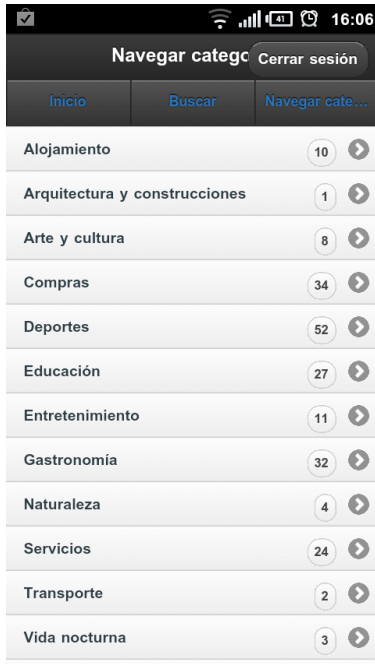 41 16:06
Navegar catego Cerrar sesión
Inicio Buscar Navegar cate...
Alojamiento 10
Arquitectura y construcciones 1
Arte y cultura 8
Compras 34
Deportes 52
Educación 27
Entretenimiento 11
Gastronomía 32
Naturaleza 4
Servicios 24
Transporte 2
Vida nocturna 3